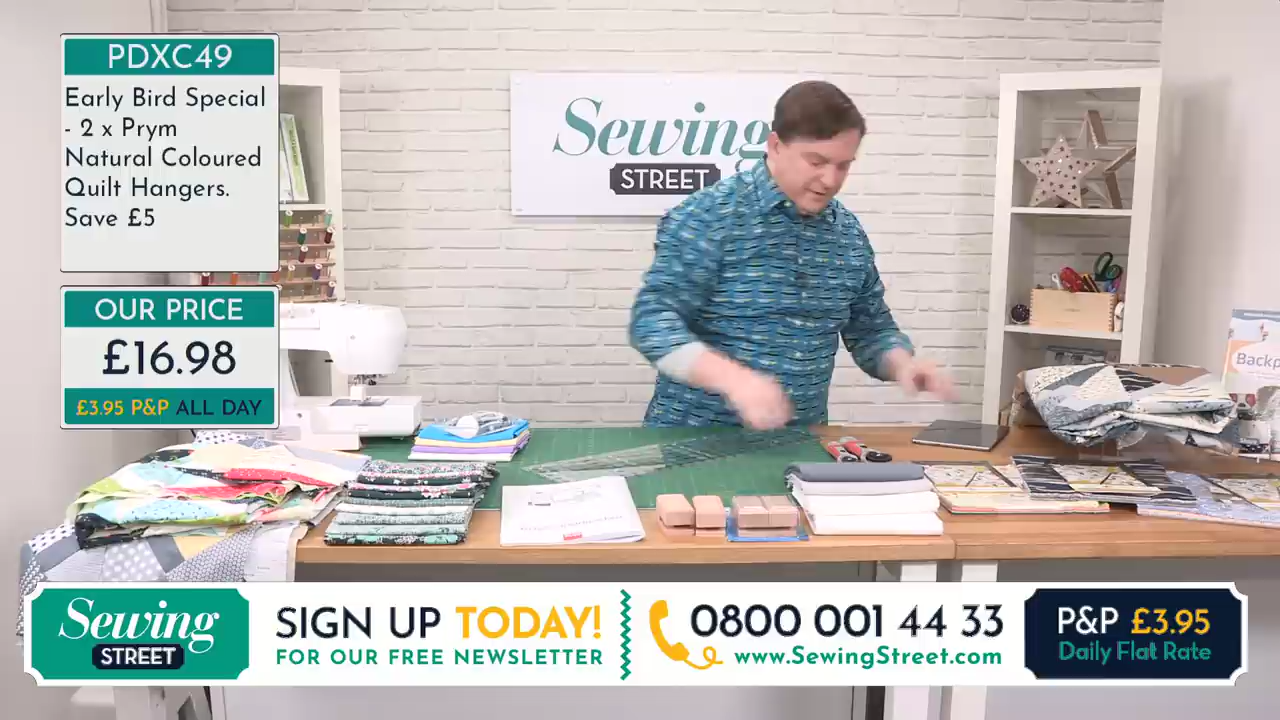 PDXC49
Early Bird Special
- 2 x Prym
Natural Coloured
Quilt Hangers.
Save £5
OUR PRICE
£16.98
£3.95 P&P ALL DAY
Sewing
STREET
Backp
Sewing
STREET
SIGN UP TODAY!
FOR OUR FREE NEWSLETTER
0800 001 44 33
www.SewingStreet.com
P&P £3.95
Daily Flat Rate